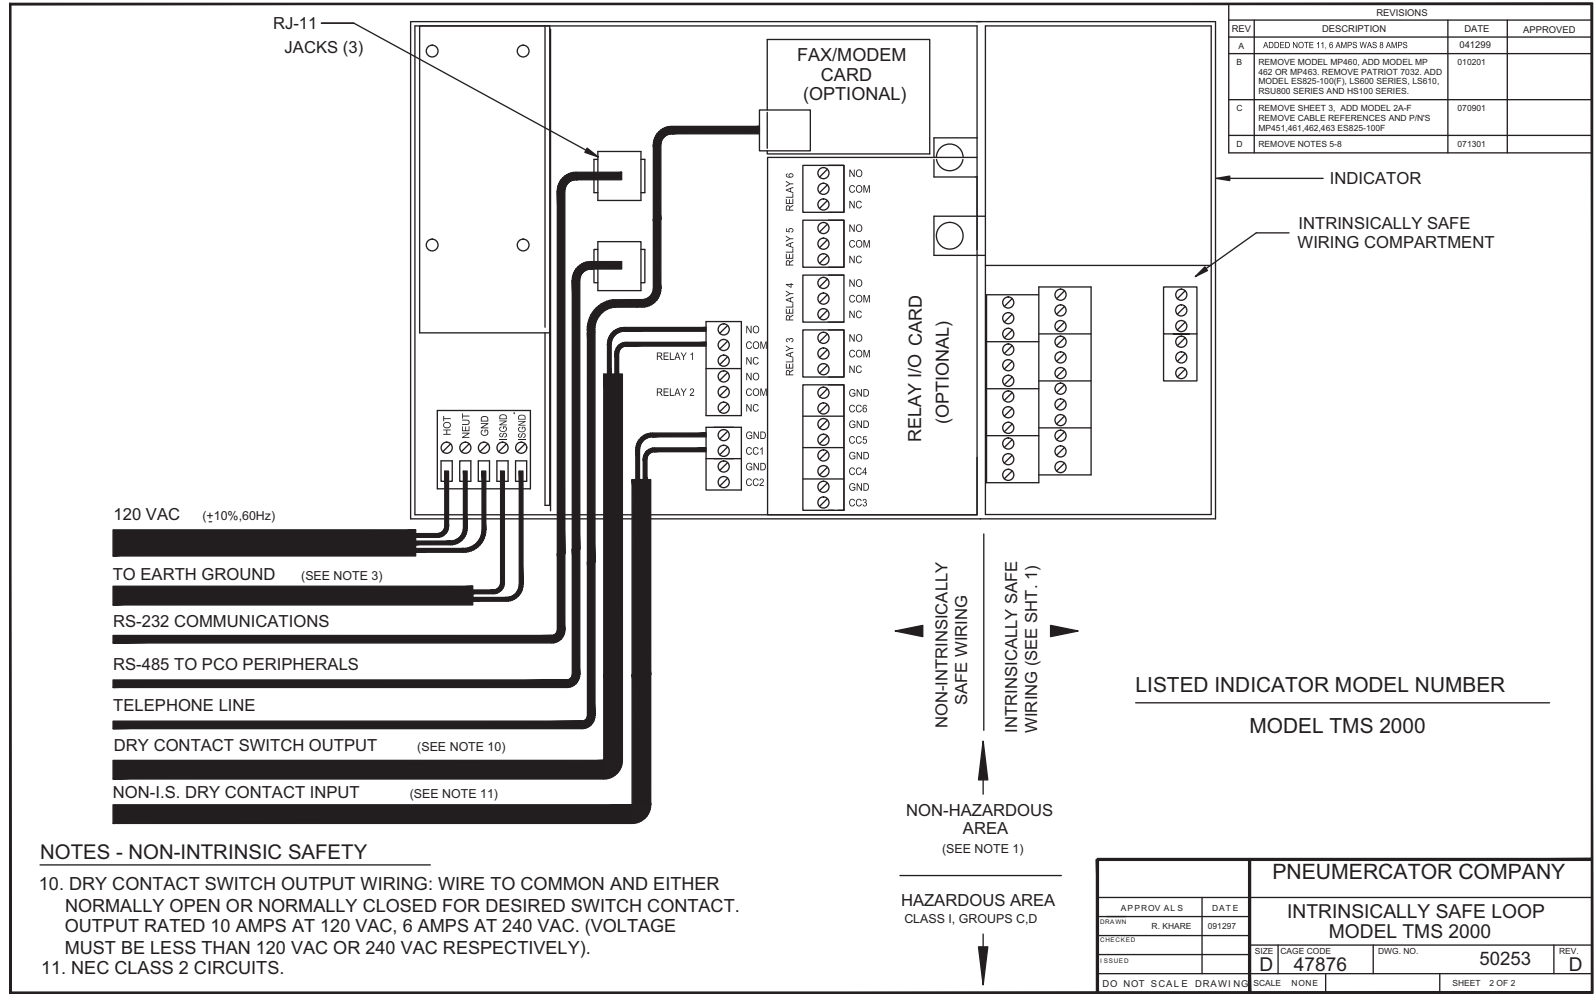 RJ-11
JACKS (3)
FAX/MODEM
CARD
(OPTIONAL)
REVISIONS
REV DESCRIPTION DATE APPROVED
A ADDED NOTE 11, 6 AMPS WAS 8 AMPS 041299
B REMOVE MODEL MP460, ADD MODEL MP 010201
462 OR MP463. REMOVE PATRIOT 7032. ADD
MODEL ES825-100(F), LS600 SERIES, LS610,
RSU800 SERIES AND HS100 SERIES.
C REMOVE SHEET 3, ADD MODEL 2A-F 070901
REMOVE CABLE REFERENCES AND P/N'S
MP451,461,462,463 ES825-100F
D REMOVE NOTES 5-8 071301
INDICATOR
INTRINSICALLY SAFE
WIRING COMPARTMENT
RELAY 6
NO
COM
NC
RELAY 5
NO
COM
NC
RELAY 4
NO
COM
NC
RELAY 3
NO
COM
NC
GND
CC6
GND
CC5
GND
CC4
GND
CC3
RELAY I/O CARD
(OPTIONAL)
RELAY 1
NO
COM
NC
RELAY 2
NO
COM
NC
GND
CC1
GND
CC2
HOT
NEUT
GND
ISGND
ISGND
120 VAC (±10%,60Hz)
TO EARTH GROUND (SEE NOTE 3)
RS-232 COMMUNICATIONS
RS-485 TO PCO PERIPHERALS
TELEPHONE LINE
DRY CONTACT SWITCH OUTPUT (SEE NOTE 10)
NON-I.S. DRY CONTACT INPUT (SEE NOTE 11)
NON-INTRINSICALLY
SAFE WIRING
INTRINSICALLY SAFE
WIRING (SEE SHT. 1)
LISTED INDICATOR MODEL NUMBER
MODEL TMS 2000
NON-HAZARDOUS
AREA
(SEE NOTE 1)
HAZARDOUS AREA
CLASS I, GROUPS C,D
NOTES - NON-INTRINSIC SAFETY
10. DRY CONTACT SWITCH OUTPUT WIRING: WIRE TO COMMON AND EITHER
NORMALLY OPEN OR NORMALLY CLOSED FOR DESIRED SWITCH CONTACT.
OUTPUT RATED 10 AMPS AT 120 VAC, 6 AMPS AT 240 VAC. (VOLTAGE
MUST BE LESS THAN 120 VAC OR 240 VAC RESPECTIVELY).
11. NEC CLASS 2 CIRCUITS.
PNEUMERCATOR COMPANY
APPROVALS DATE
DRAWN R. KHARE 091297
CHECKED
ISSUED
DO NOT SCALE DRAWING
INTRINSICALLY SAFE LOOP
MODEL TMS 2000
SIZE D
CAGE CODE 47876
DWG. NO. 50253
REV. D
SCALE NONE
SHEET 2 OF 2